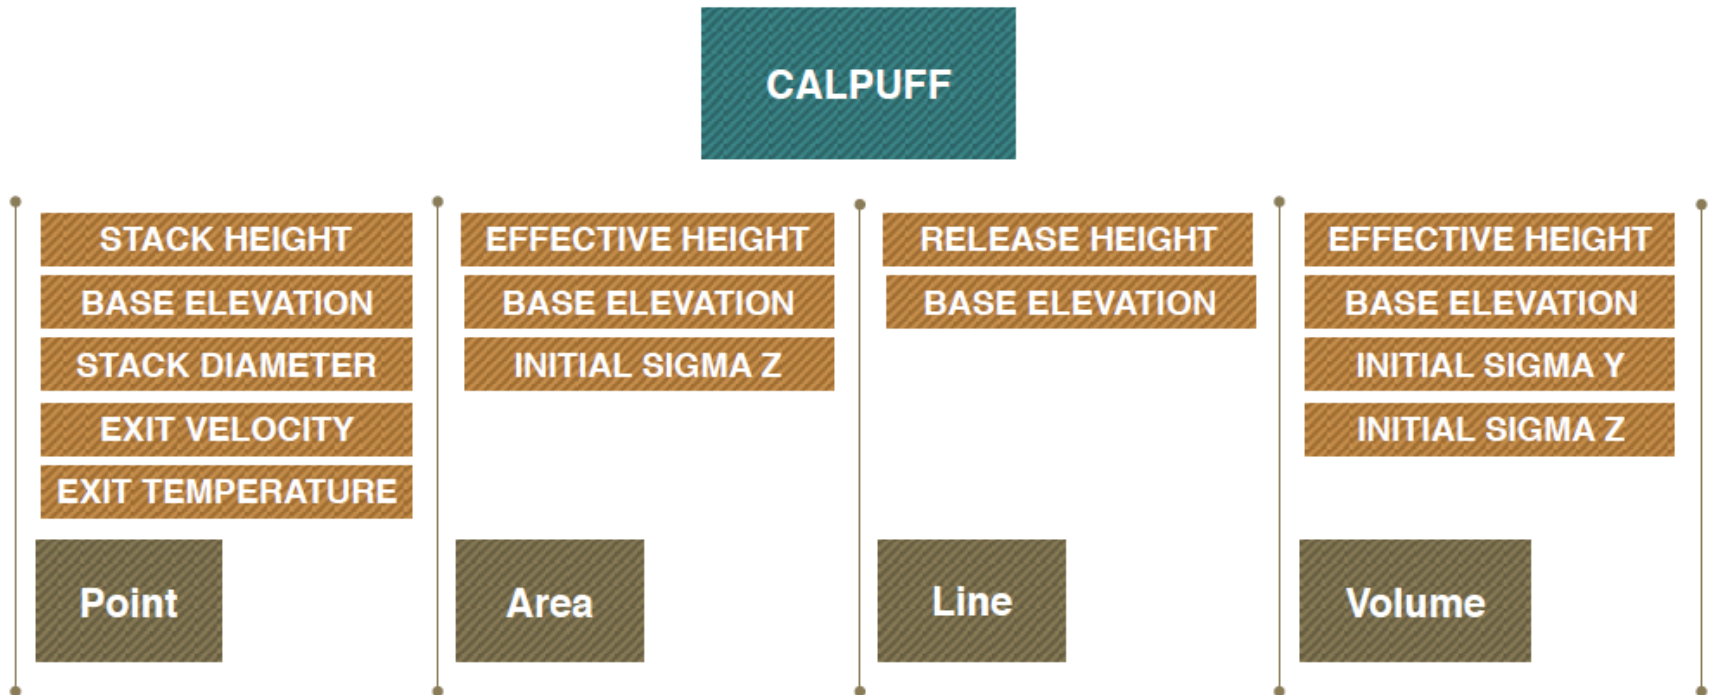 CALPUFF
STACK HEIGHT
BASE ELEVATION
STACK DIAMETER
EXIT VELOCITY
EXIT TEMPERATURE
Point
EFFECTIVE HEIGHT
BASE ELEVATION
INITIAL SIGMA Z
Area
RELEASE HEIGHT
BASE ELEVATION
Line
EFFECTIVE HEIGHT
BASE ELEVATION
INITIAL SIGMA Y
INITIAL SIGMA Z
Volume